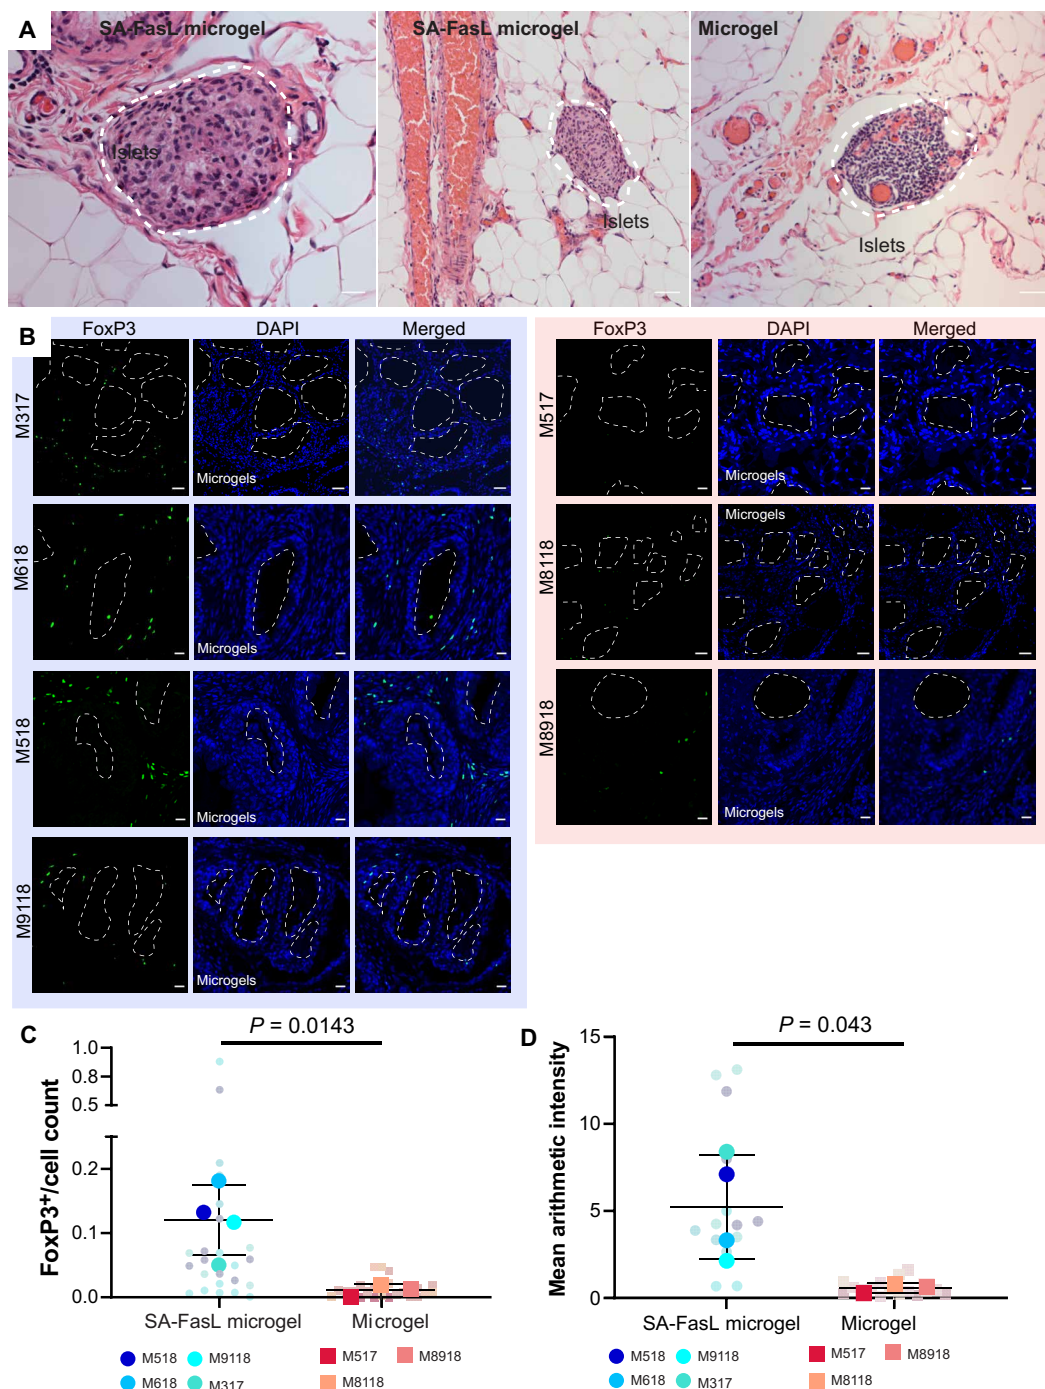 A
SA-FasL microgel
SA-FasL microgel
Microgel
Islets
Islets
Islets
B
FoxP3 DAPI Merged
M317
Microgels
M618
Microgels
M518
Microgels
M9118
Microgels
FoxP3 DAPI Merged
M517
Microgels
M8118
Microgels
M8918
Microgels
C
P = 0.0143
FoxP3+/cell count
1.0
0.8
0.5
0.2
0.1
0.0
SA-FasL microgel Microgel
M518 M9118
M618 M317
M517 M8918
M8118
D
P = 0.043
Mean arithmetic intensity
15
10
5
0
SA-FasL microgel Microgel
M518 M9118
M618 M317
M517 M8918
M8118